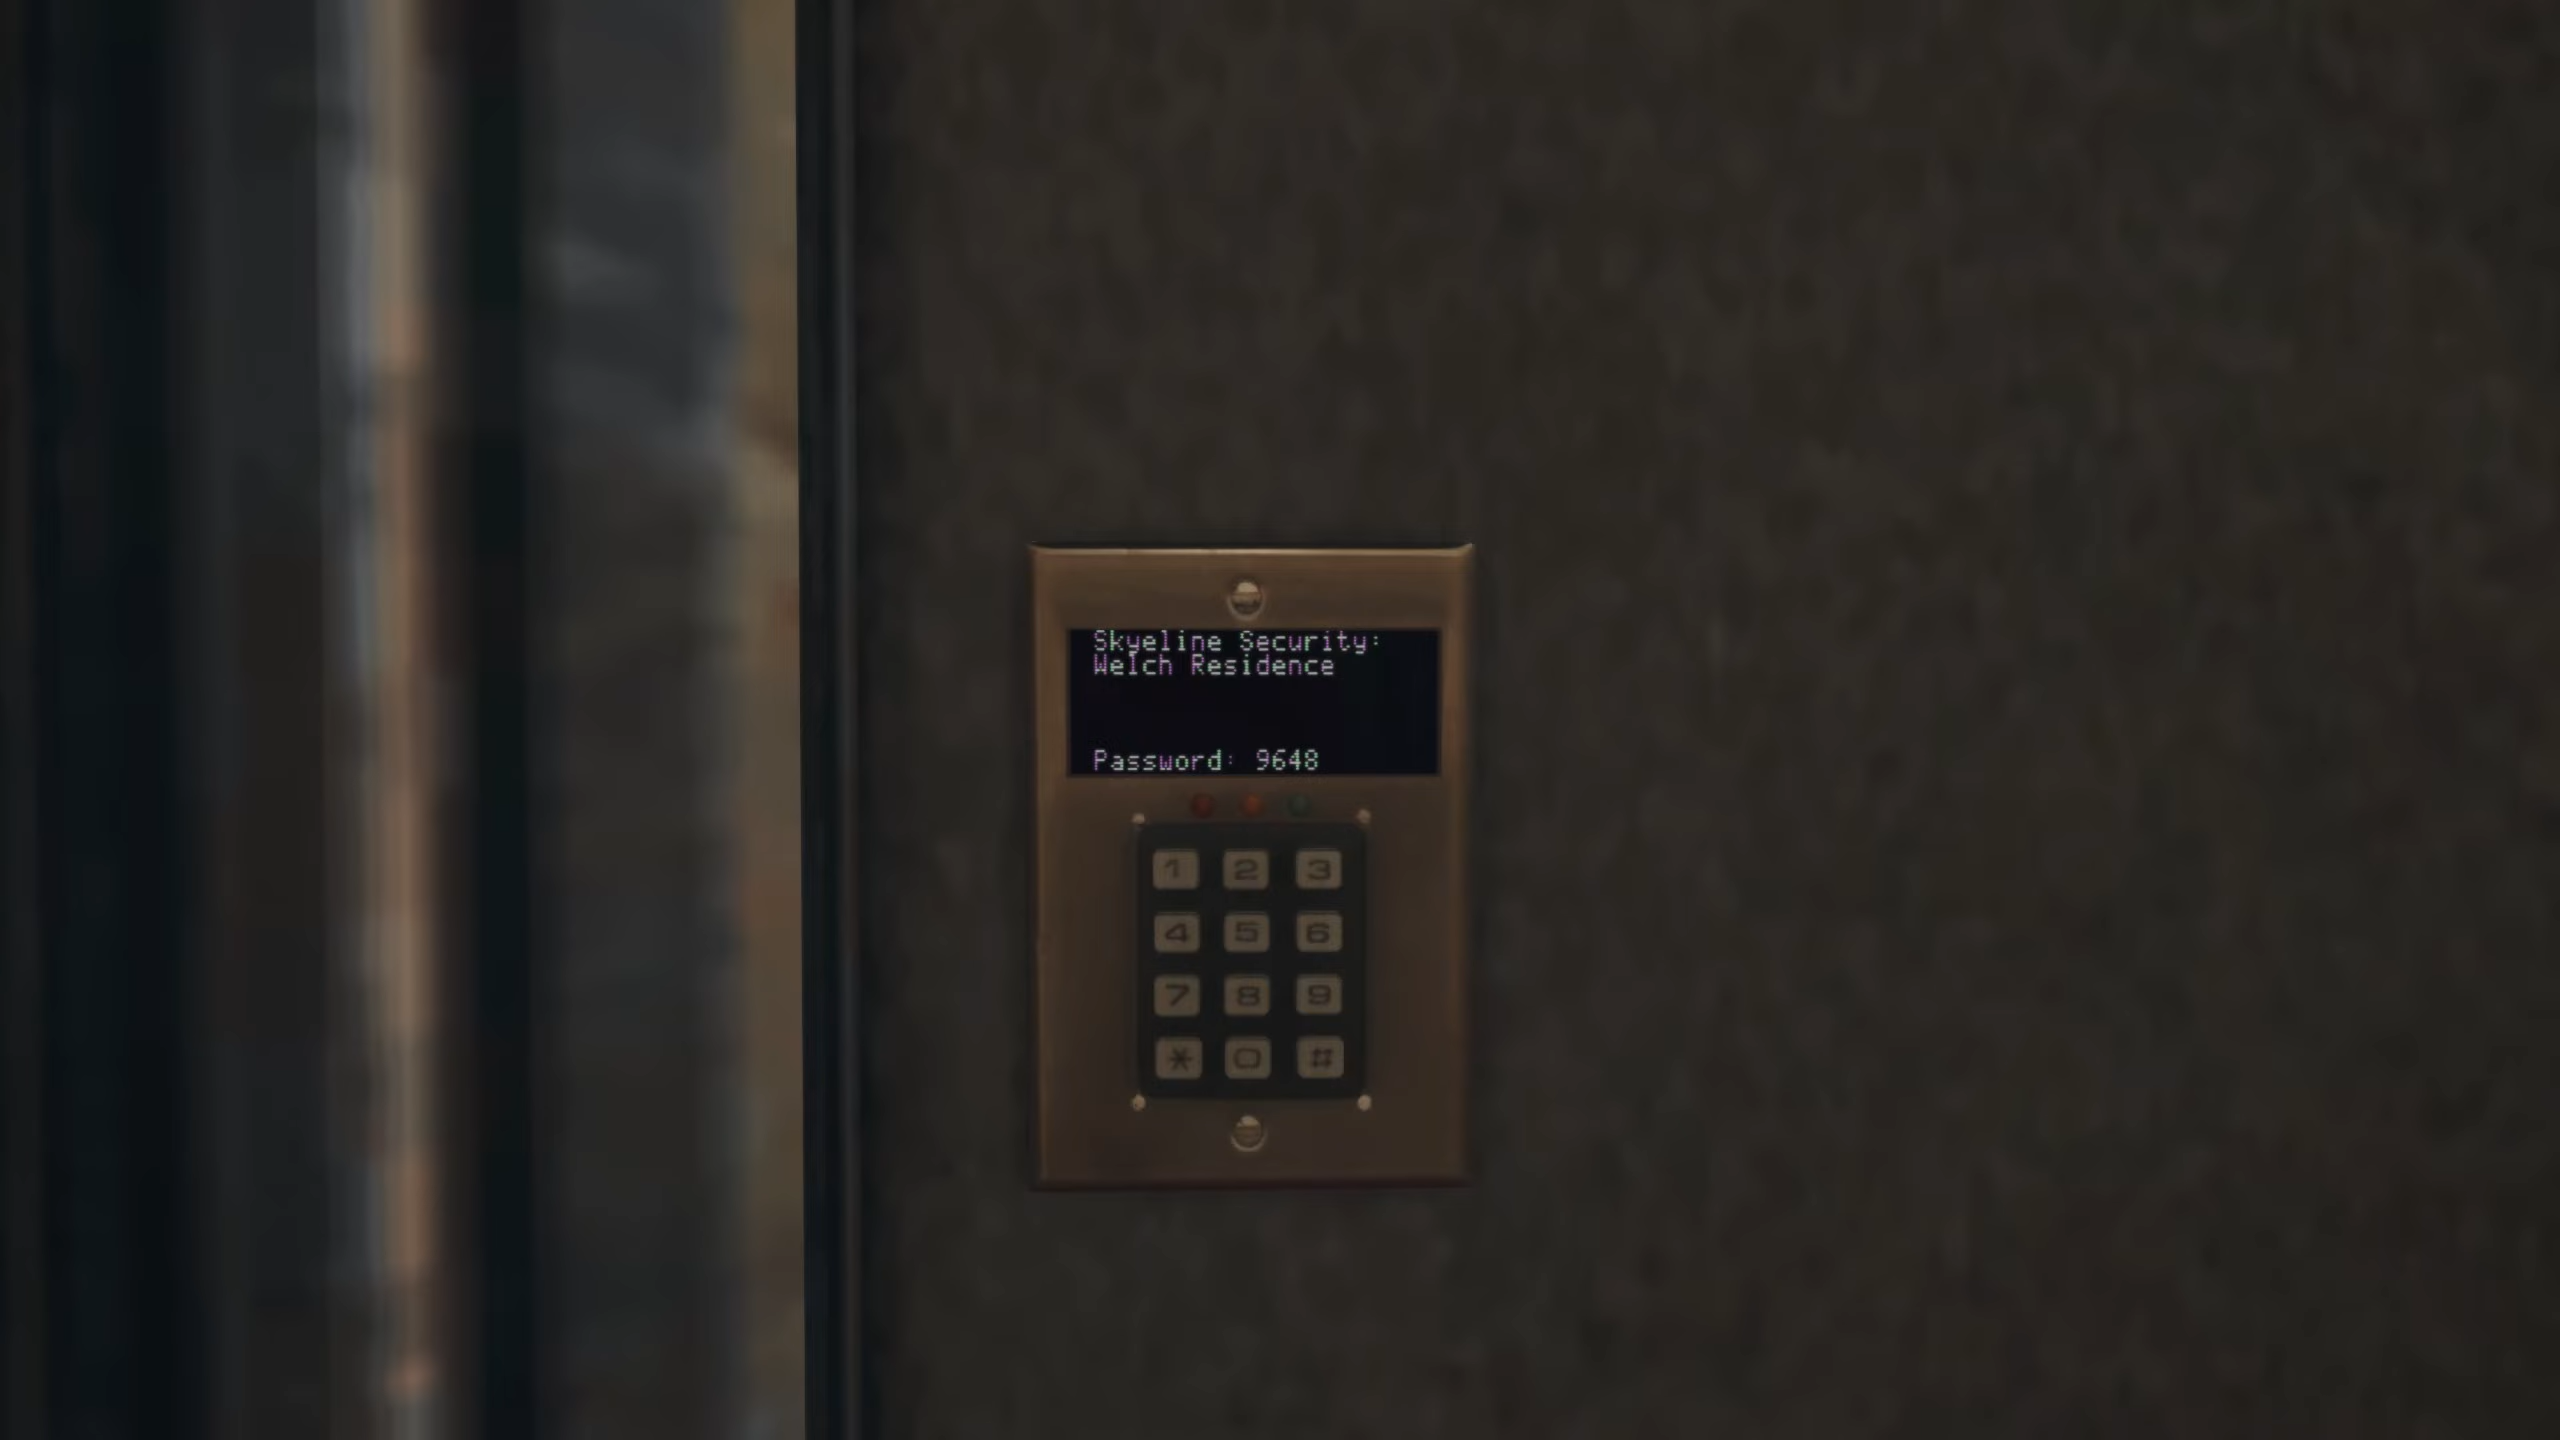 Skyeline Security:
Welch Residence
Password: 9648
1 2 3
4 5 6
7 8 9
* 0 #